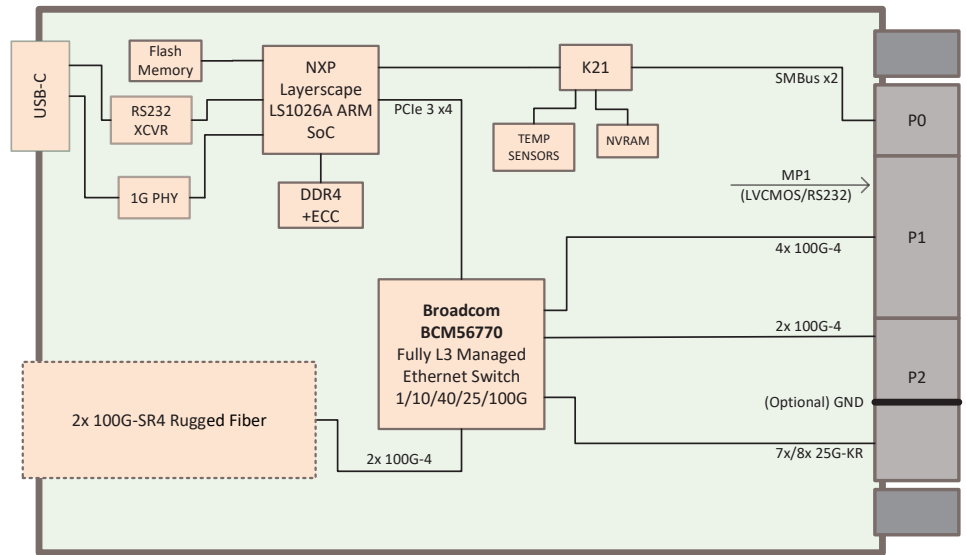 USB-C
Flash
Memory
RS232
XCVR
1G PHY
NXP
Layerscape
LS1026A ARM
SoC
DDR4
+ECC
PCIe 3 x4
K21
TEMP
SENSORS
NVRAM
SMBus x2
P0
MP1
(LVCMOS/RS232)
P1
4x 100G-4
Broadcom
BCM56770
Fully L3 Managed
Ethernet Switch
1/10/40/25/100G
2x 100G-4
P2
(Optional) GND
7x/8x 25G-KR
2x 100G-SR4 Rugged Fiber
2x 100G-4